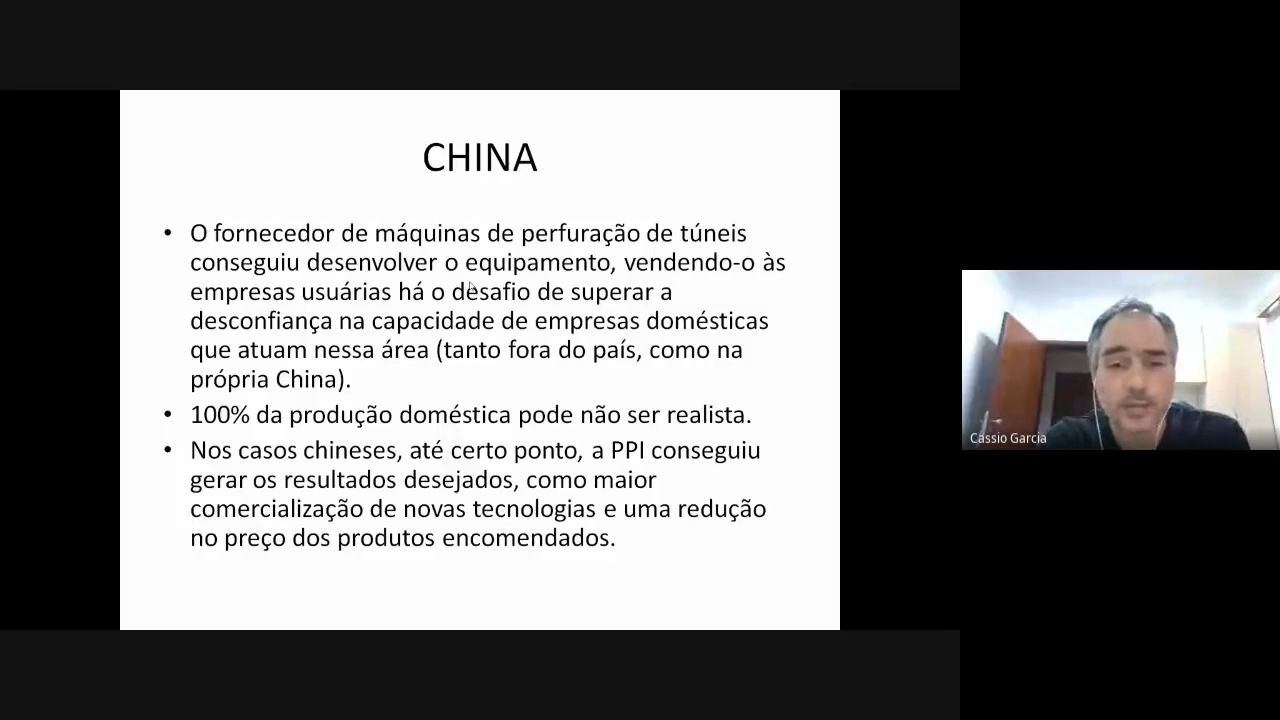 CHINA
• O fornecedor de máquinas de perfuração de túneis
conseguiu desenvolver o equipamento, vendendo-o às
empresas usuárias há o desafio de superar a
desconfiança na capacidade de empresas domésticas
que atuam nessa área (tanto fora do país, como na
própria China).
• 100% da produção doméstica pode não ser realista.
• Nos casos chineses, até certo ponto, a PPI conseguiu
gerar os resultados desejados, como maior
comercialização de novas tecnologias e uma redução
no preço dos produtos encomendados.
Cassio Garcia